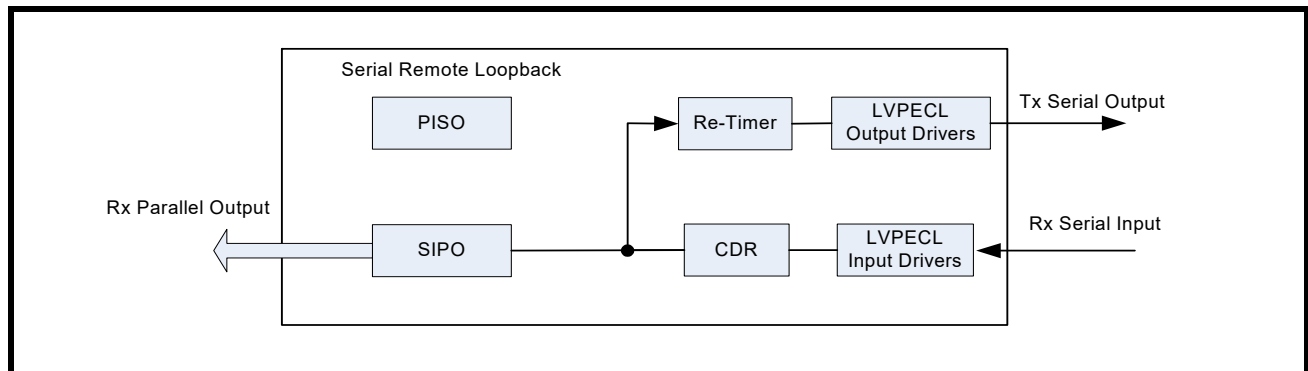 Serial Remote Loopback
PISO
Re-Timer
LVPECL
Output Drivers
Tx Serial Output
Rx Parallel Output
SIPO
CDR
LVPECL
Input Drivers
Rx Serial Input